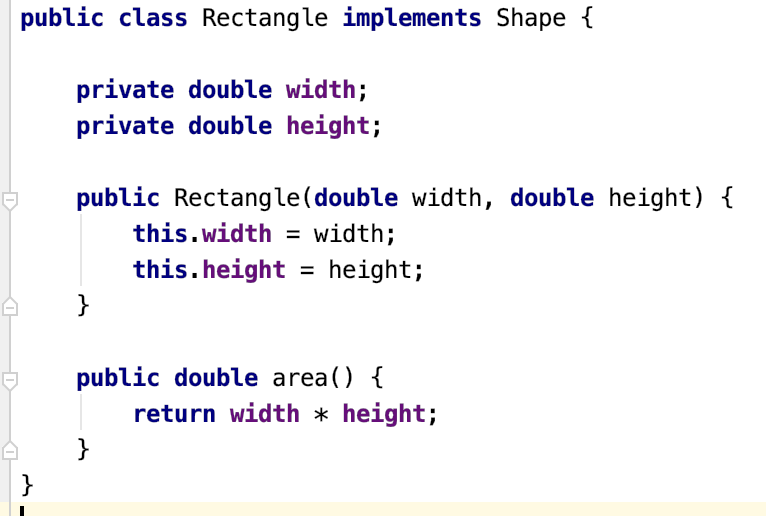 public class Rectangle implements Shape {
    private double width;
    private double height;
    public Rectangle(double width, double height) {
        this.width = width;
        this.height = height;
    }
    public double area() {
        return width * height;
    }
}